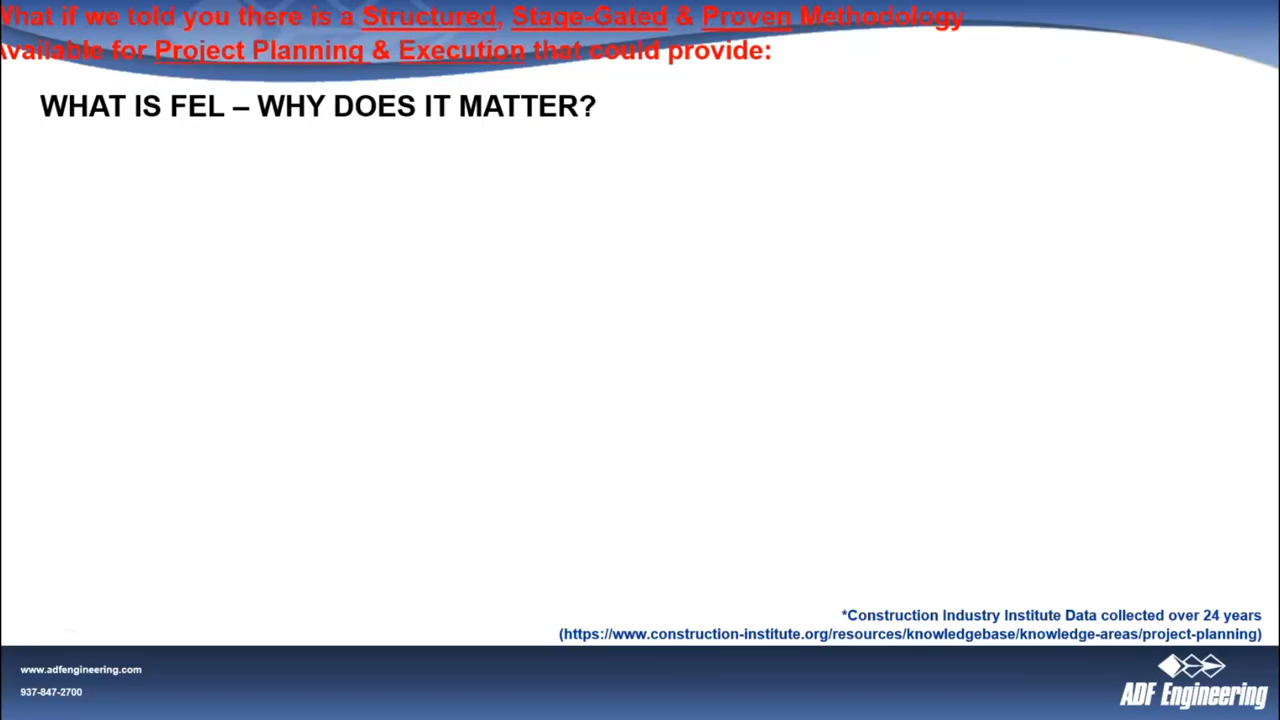 What if we told you there is a Structured, Stage-Gated & Proven Methodology
Available for Project Planning & Execution that could provide:
WHAT IS FEL – WHY DOES IT MATTER?
*Construction Industry Institute Data collected over 24 years
(https://www.construction-institute.org/resources/knowledgebase/knowledge-areas/project-planning)
www.adfengineering.com
937-847-2700
ADF Engineering